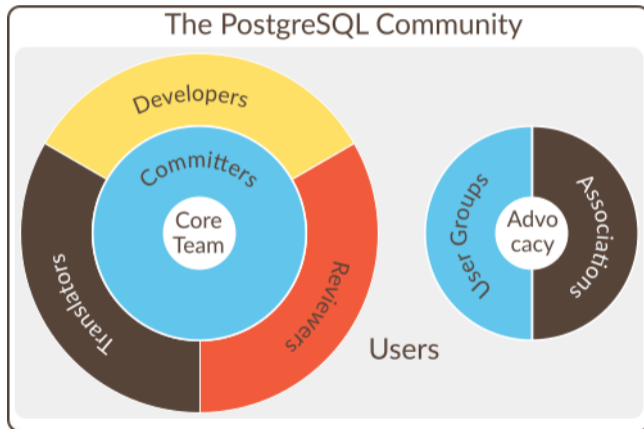 The PostgreSQL Community
Developers
Committers
Core
Team
Translators
Reviewers
User Groups
Advo
cacy
Associations
Users